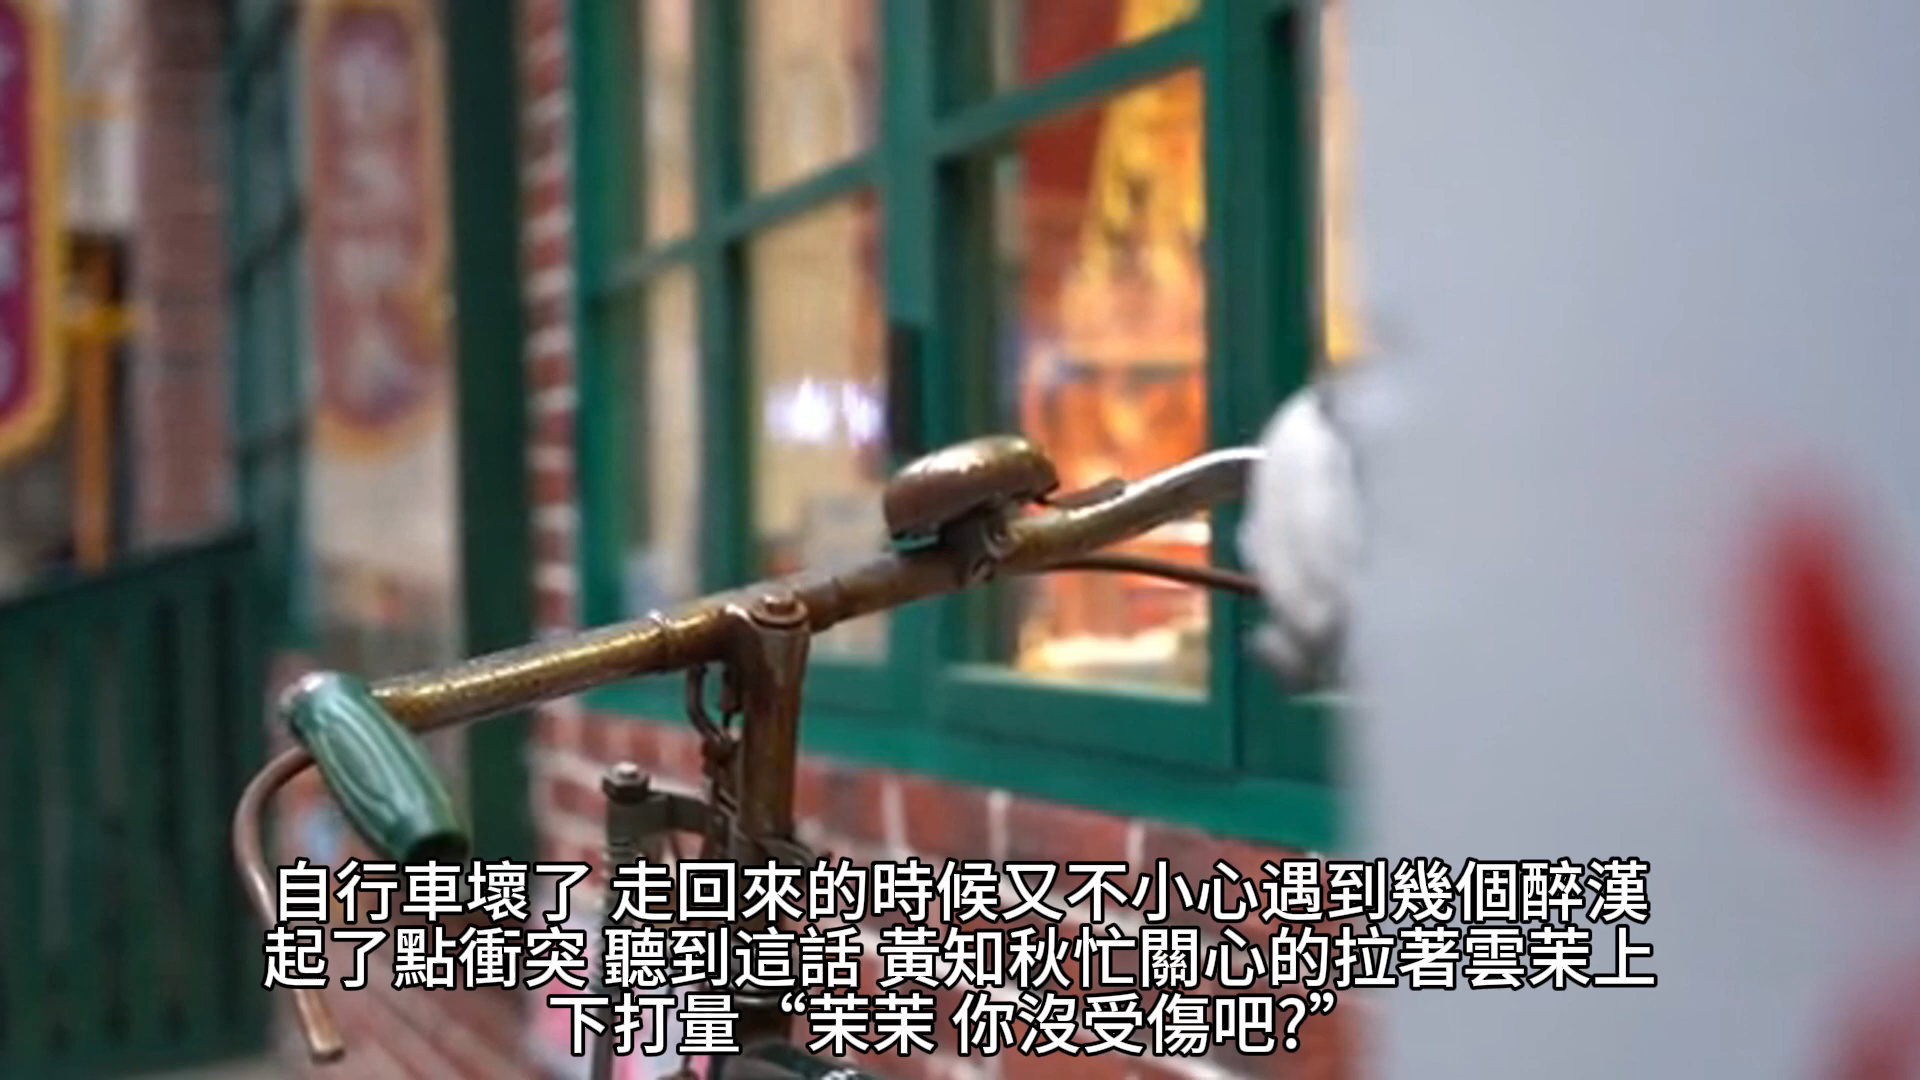 自行車壞了 走回來的時候又不小心遇到幾個醉漢
起了點衝突 聽到這話 黃知秋忙關心的拉著雲茉上
下打量“茉茉 你沒受傷吧?”